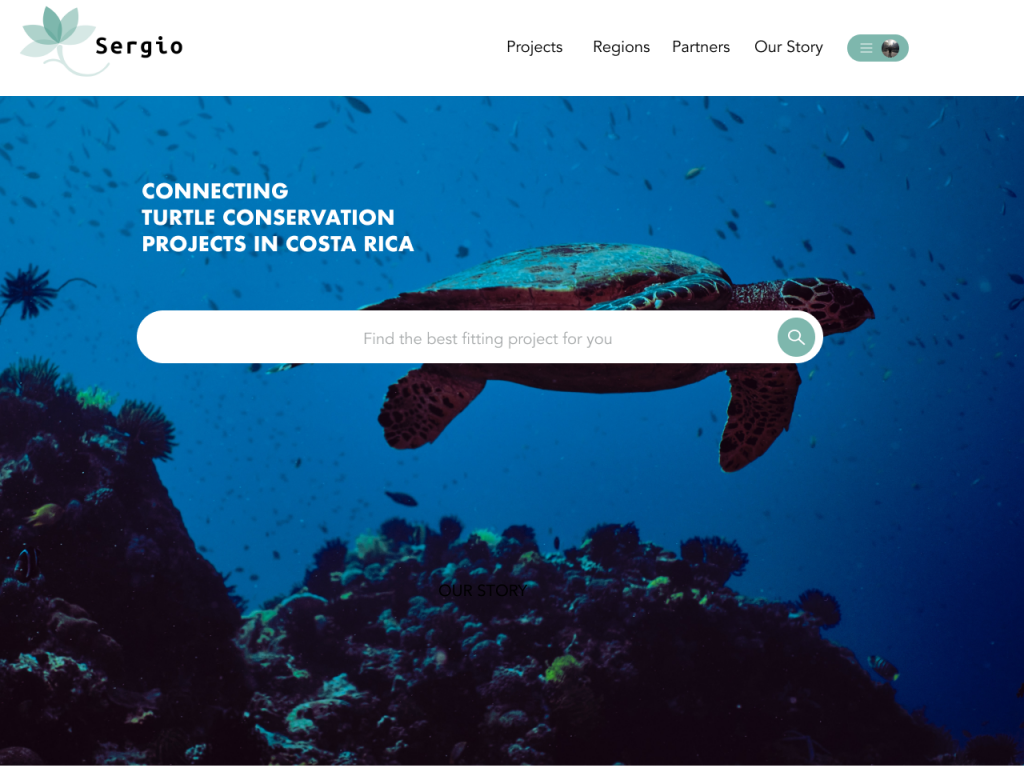 Sergio
Projects Regions Partners Our Story
CONNECTING
TURTLE CONSERVATION
PROJECTS IN COSTA RICA
Find the best fitting project for you
OUR STORY